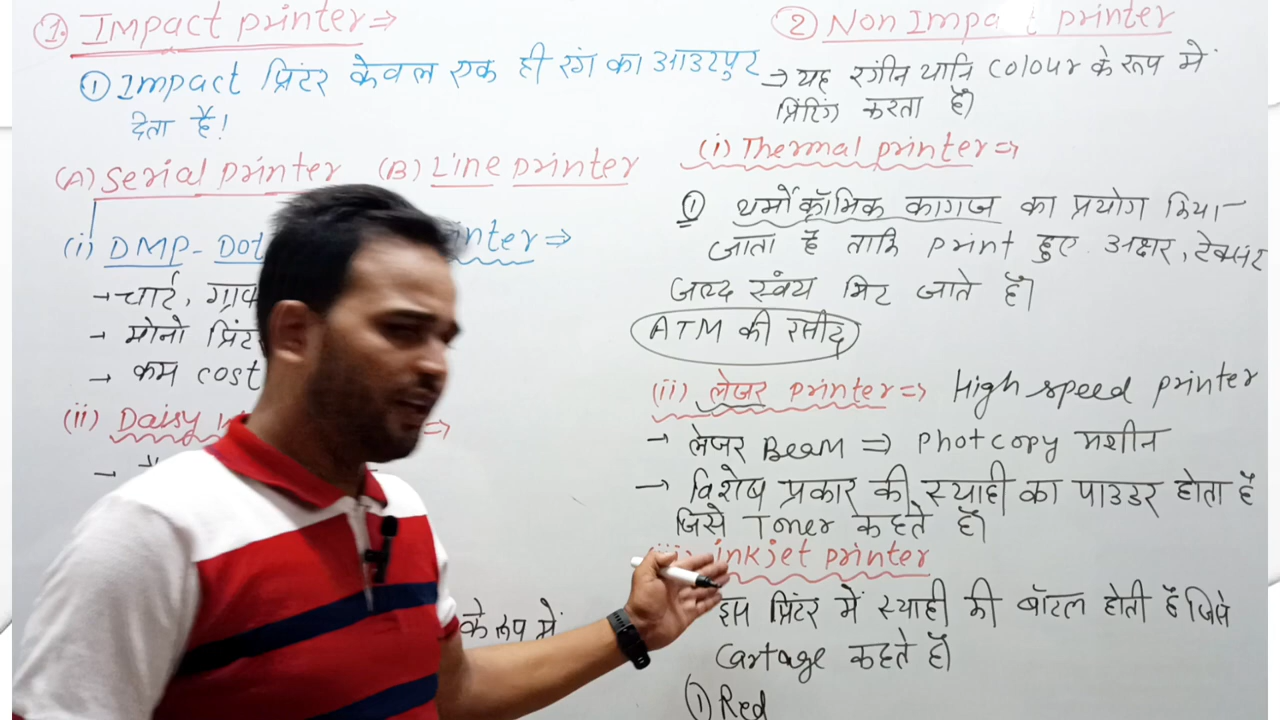 1. Impact printer ⇒
① Impact प्रिंटर केवल एक ही रंग का आउटपुट
देता है!
(A) Serial printer (B) Line printer
(i) DMP- Dot
⇒
→ चार्ट,
→ मोनो
→ कम cost
(ii) Daisy
⇒
के रूप में
② Non Impact printer
⇒ यह रंगीन यानि colour के रूप में
प्रिंटिंग करता है।
(i) Thermal printer ⇒
① थर्मोक्रॉमिक कागज का प्रयोग किया
जाता है ताकि print हुए अक्षर, टेक्सट
जल्द स्वंय मिट जाते है।
ATM की रसीद
(ii) लेजर printer ⇒ High speed printer
→ लेजर Beam ⇒ Photcopy मशीन
→ विशेष प्रकार की स्याही का पाउडर होता है
जिसे Toner कहते है।
inkjet printer
इस प्रिंटर में स्याही की बॉटल होती है जिसे
Cartage कहते है।
① Red